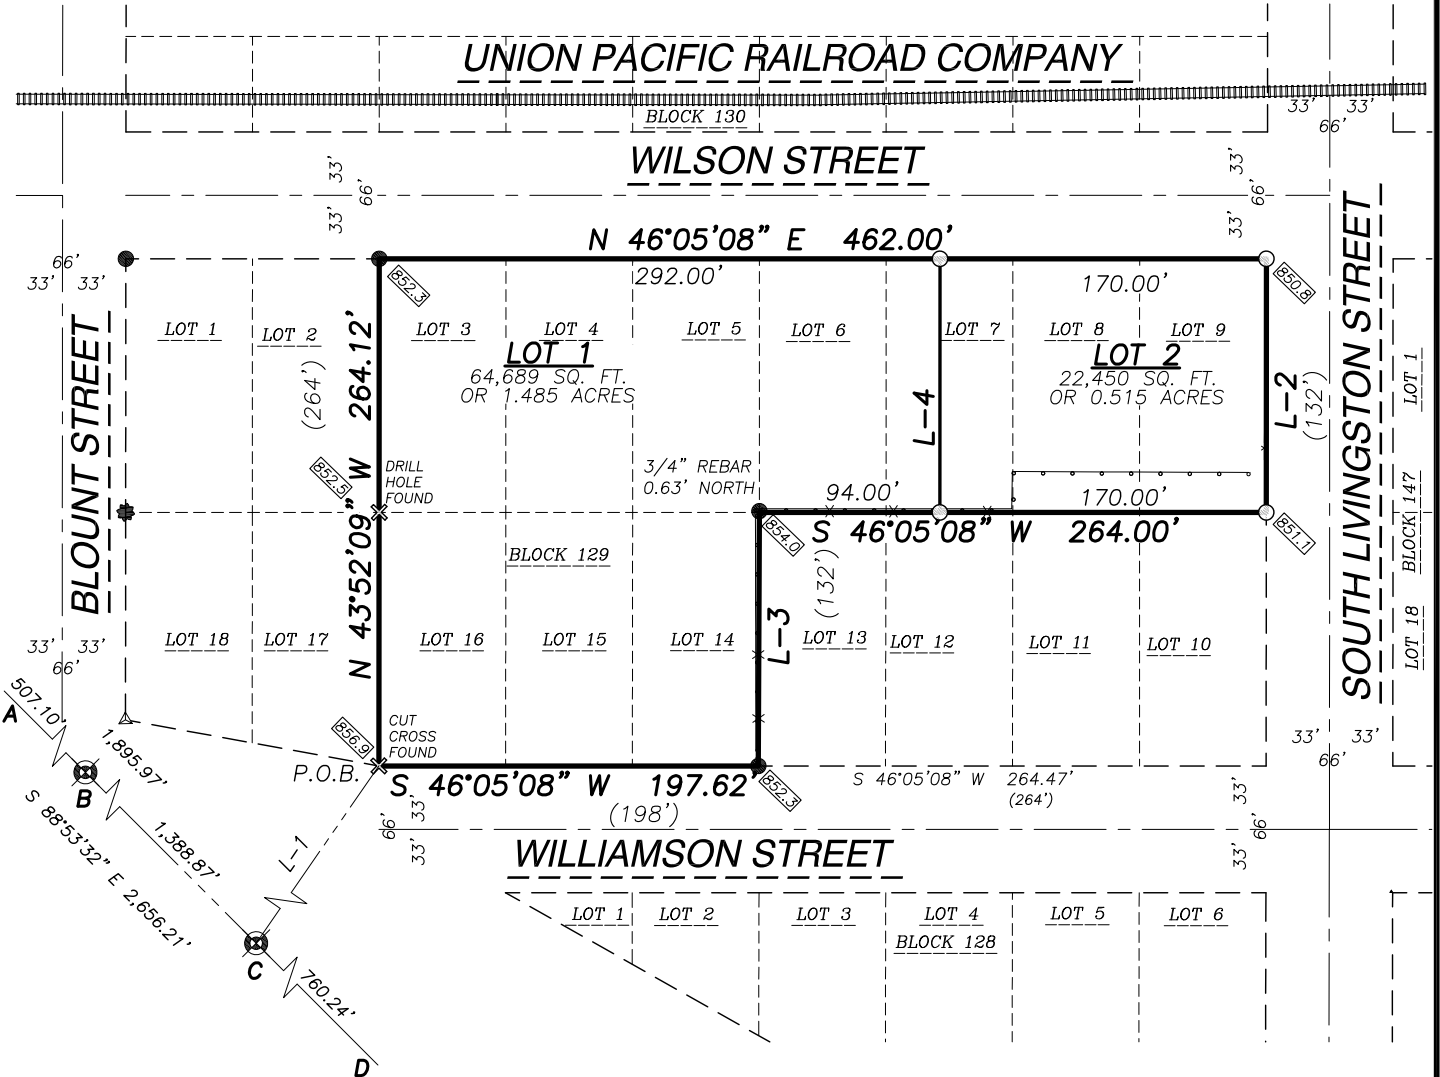 UNION PACIFIC RAILROAD COMPANY
BLOCK 130
33' 33'
66'
WILSON STREET
33'
66'
33'
33'
66'
33'
N 46°05'08" E 462.00'
292.00'
170.00'
66'
33' 33'
852.3
850.8
LOT 1
LOT 2
LOT 3
LOT 4
LOT 5
LOT 6
LOT 7
LOT 8
LOT 9
LOT 1
64,689 SQ. FT.
OR 1.485 ACRES
LOT 2
22,450 SQ. FT.
OR 0.515 ACRES
BLOUNT STREET
(264')
N 43°52'09" W 264.12'
L-4
L-2
(132')
SOUTH LIVINGSTON STREET
LOT 1
BLOCK 147
LOT 18
852.5
DRILL
HOLE
FOUND
3/4" REBAR
0.63' NORTH
94.00'
170.00'
S 46°05'08" W 264.00'
854.0
851.1
BLOCK 129
(132')
L-3
LOT 18
LOT 17
LOT 16
LOT 15
LOT 14
LOT 13
LOT 12
LOT 11
LOT 10
33' 33'
66'
507.10'
A
1,895.97'
B
S 88°53'32" E 2,656.21'
1,388.87'
C
760.24'
D
L-1
856.9
CUT
CROSS
FOUND
P.O.B.
S 46°05'08" W 197.62'
(198')
852.3
S 46°05'08" W 264.47'
(264')
33' 33'
66'
33'
66'
33'
33'
66'
33'
WILLIAMSON STREET
LOT 1
LOT 2
LOT 3
LOT 4
LOT 5
LOT 6
BLOCK 128